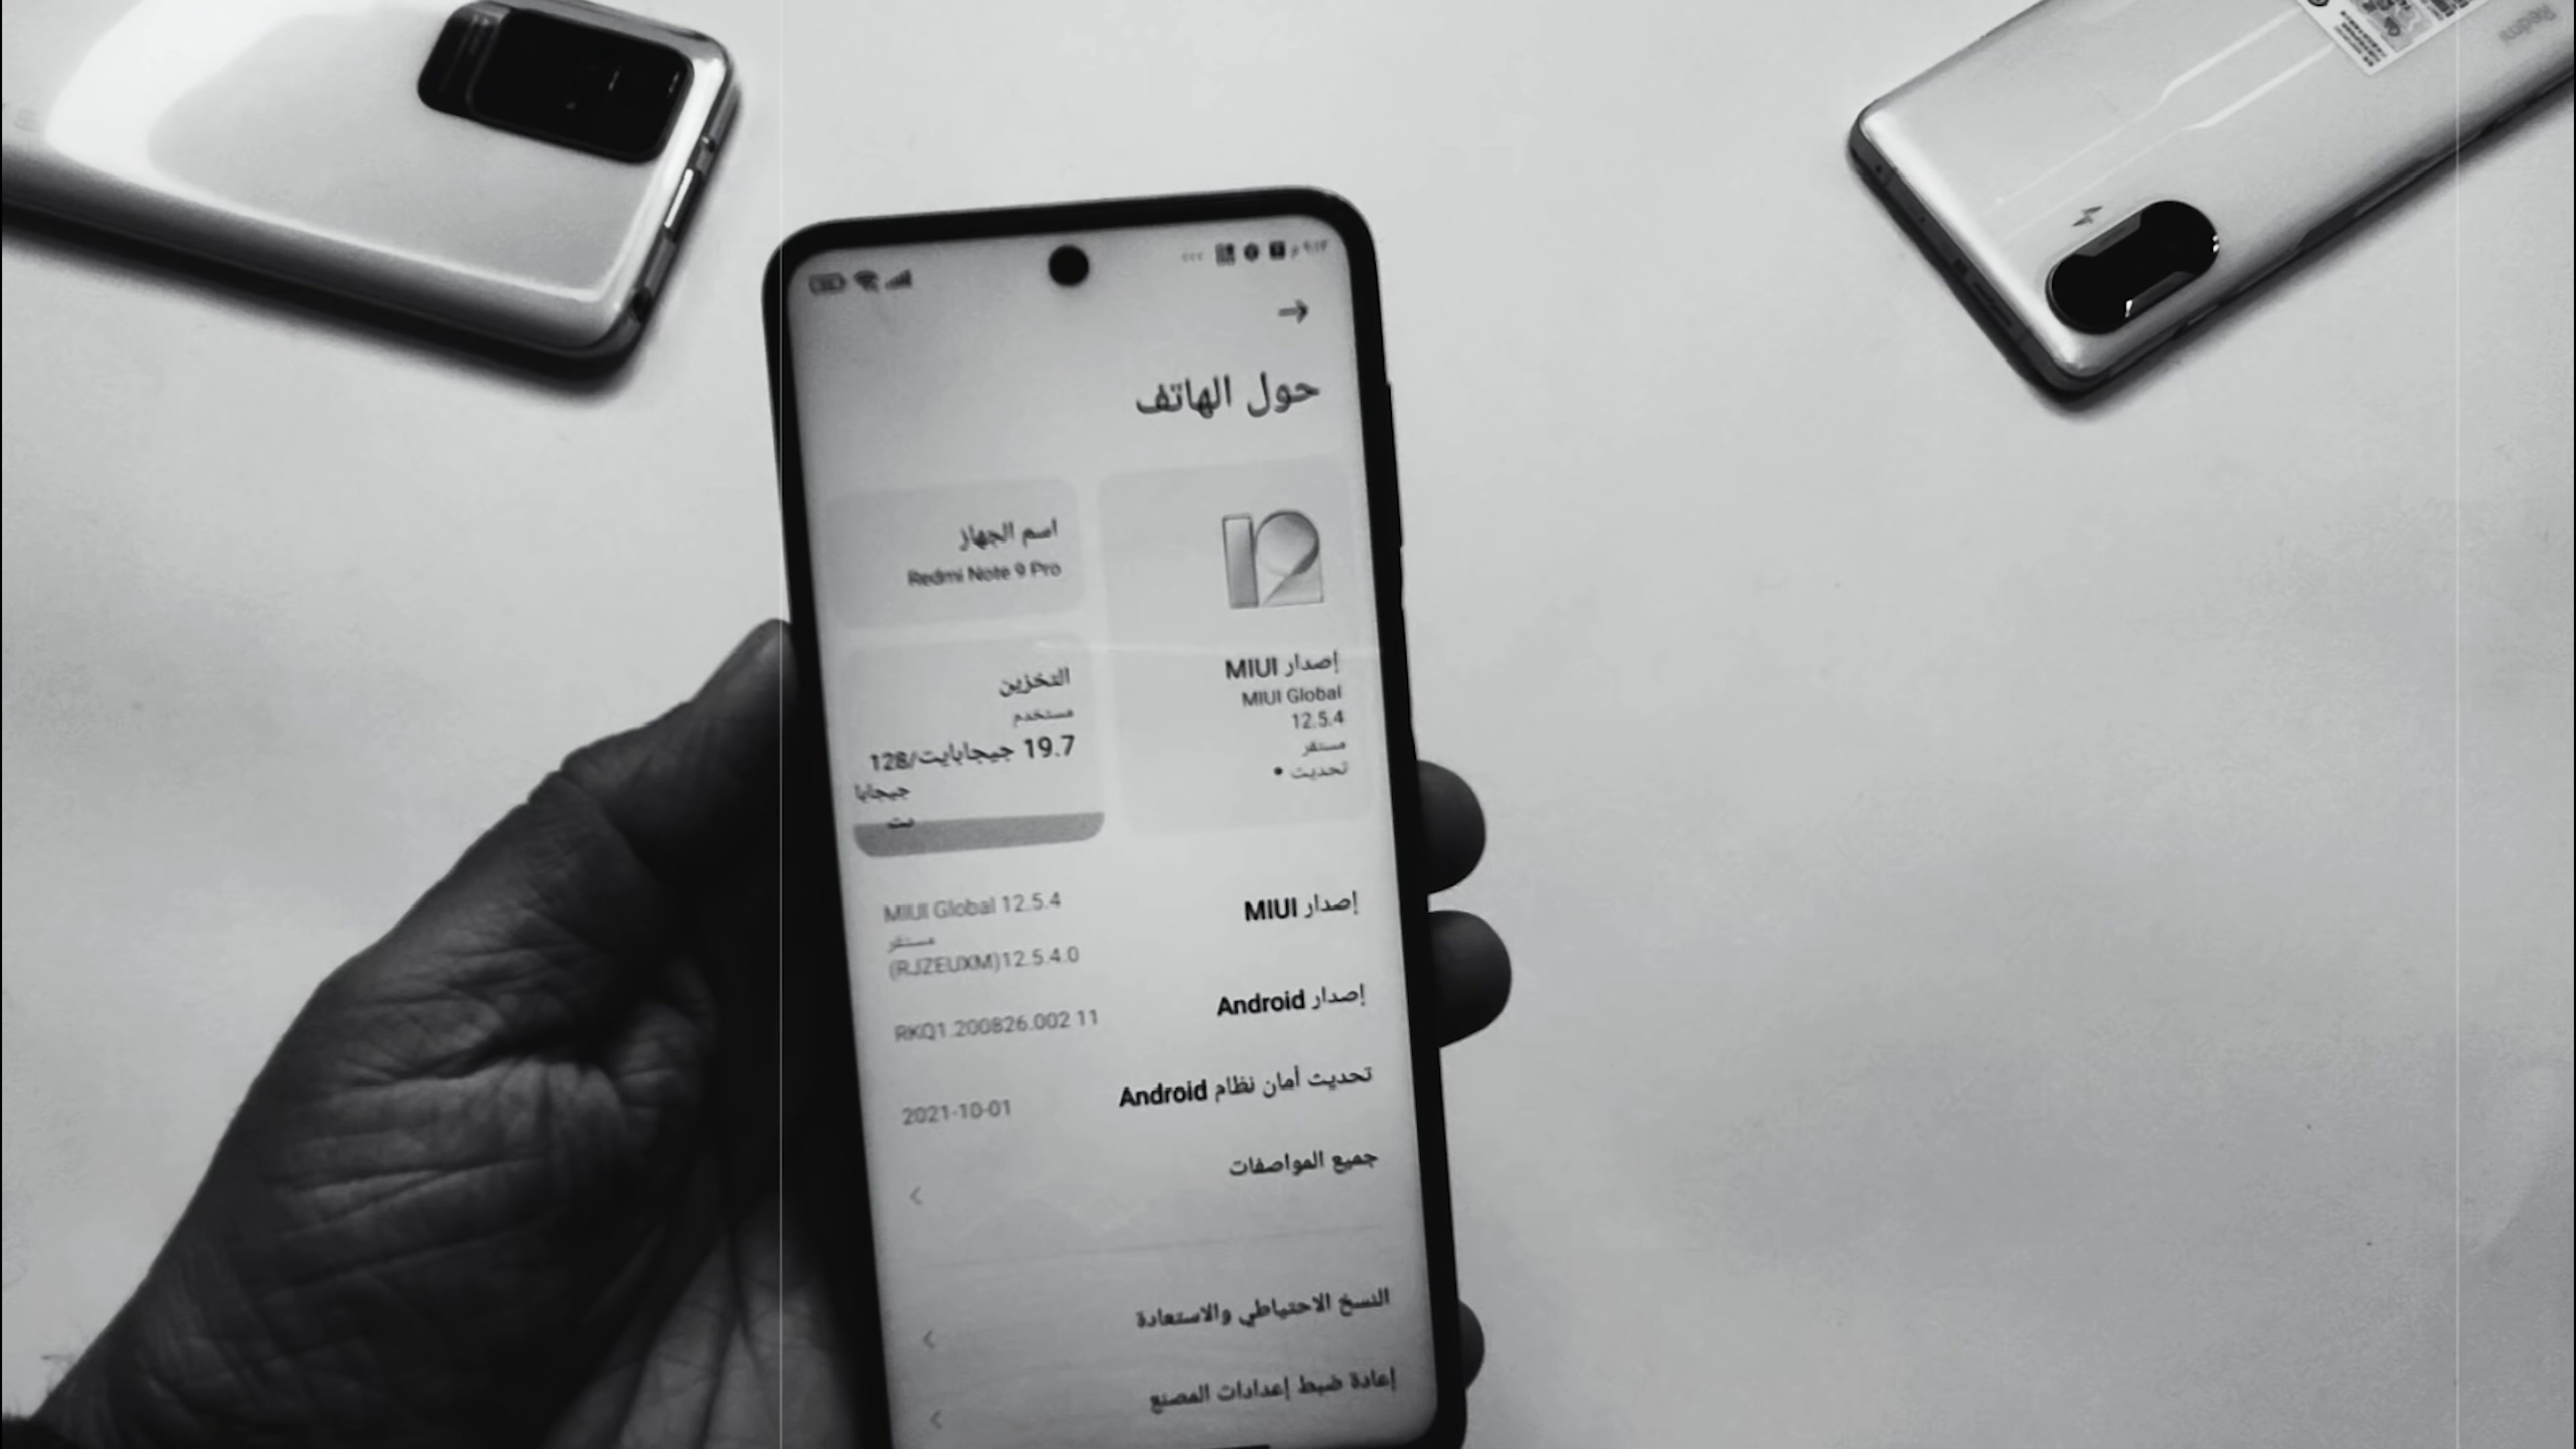 حول الهاتف
إصدار MIUI
MIUI Global
12.5.4
مستقر
تحديث •
اسم الجهاز
Redmi Note 9 Pro
التخزين
مستخدم
19.7 جيجابايت/128
جيجابا
يت
إصدار MIUI
MIUI Global 12.5.4
مستقر
(RJZEUXM)12.5.4.0
إصدار Android
RKQ1.200826.002 11
تحديث أمان نظام Android
2021-10-01
جميع المواصفات
النسخ الاحتياطي والاستعادة
إعادة ضبط إعدادات المصنع
Redmi